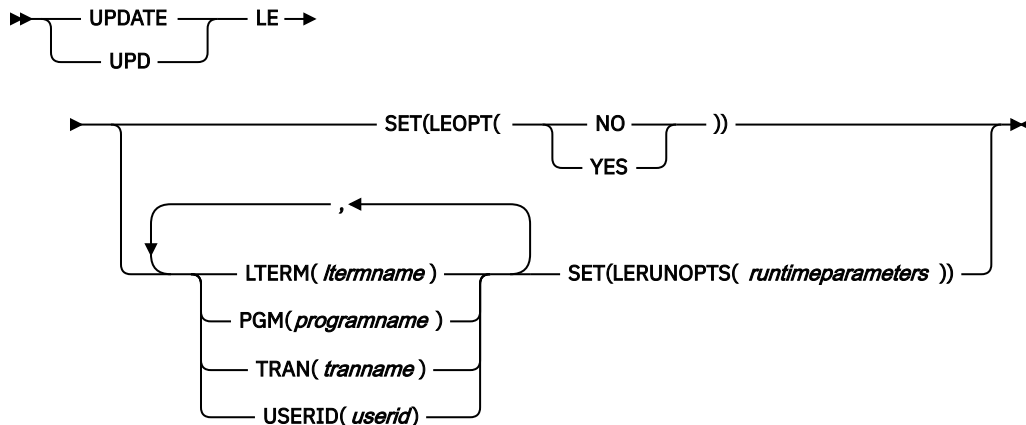 UPDATE LE
UPD
SET(LEOPT( NO ))
YES
,
LTERM( ltermname ) SET(LERUNOPTS( runtimeparameters ))
PGM( programname )
TRAN( tranname )
USERID( userid )